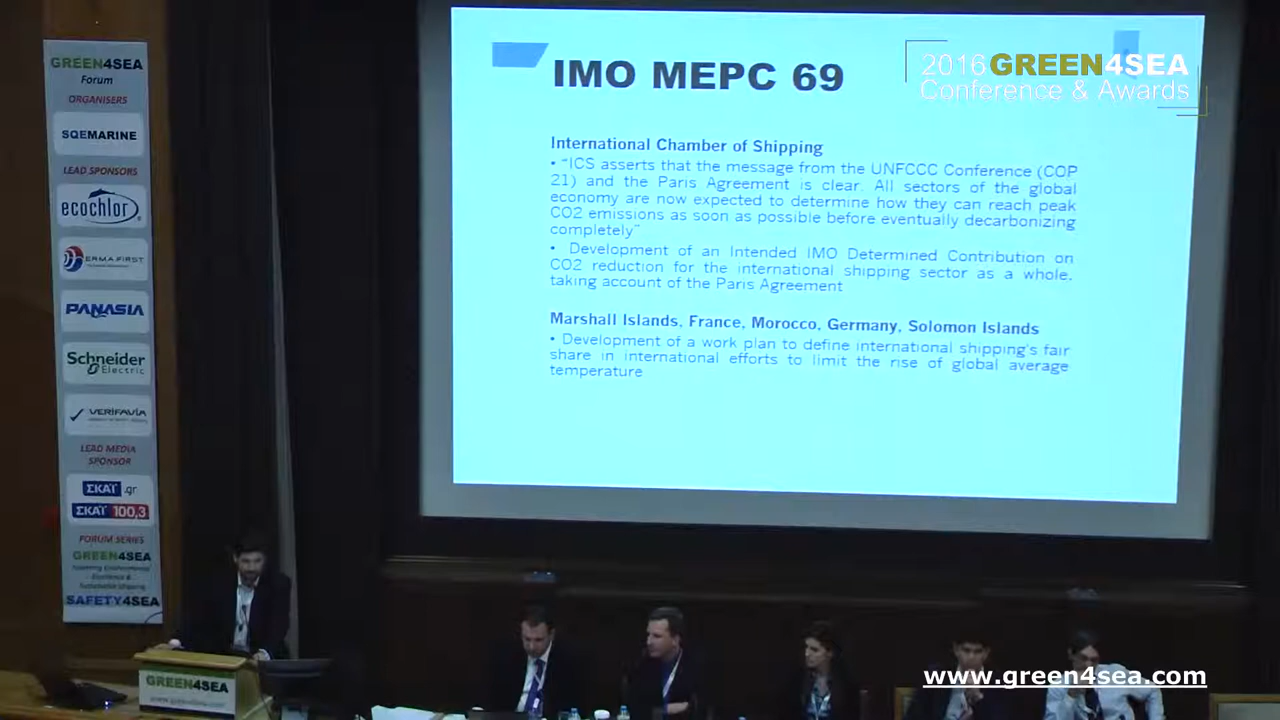 GREEN4SEA
Forum
ORGANISERS
SQEMARINE
LEAD SPONSORS
ecochlor®
ERMA FIRST
PANASIA
Schneider
Electric
VERIFAVIA
LEAD MEDIA
SPONSOR
ΣΚΑΪ.gr
ΣΚΑΪ 100,3
FORUM SERIES
GREEN4SEA
Sustainable Shipping
SAFETY4SEA
IMO MEPC 69
2016 GREEN4SEA
Conference & Awards
International Chamber of Shipping
• “ICS asserts that the message from the UNFCCC Conference (COP
21) and the Paris Agreement is clear. All sectors of the global
economy are now expected to determine how they can reach peak
CO2 emissions as soon as possible before eventually decarbonizing
completely”
• Development of an Intended IMO Determined Contribution on
CO2 reduction for the international shipping sector as a whole,
taking account of the Paris Agreement
Marshall Islands, France, Morocco, Germany, Solomon Islands
• Development of a work plan to define international shipping's fair
share in international efforts to limit the rise of global average
temperature
GREEN4SEA
www.green4sea.com
www.green4sea.com